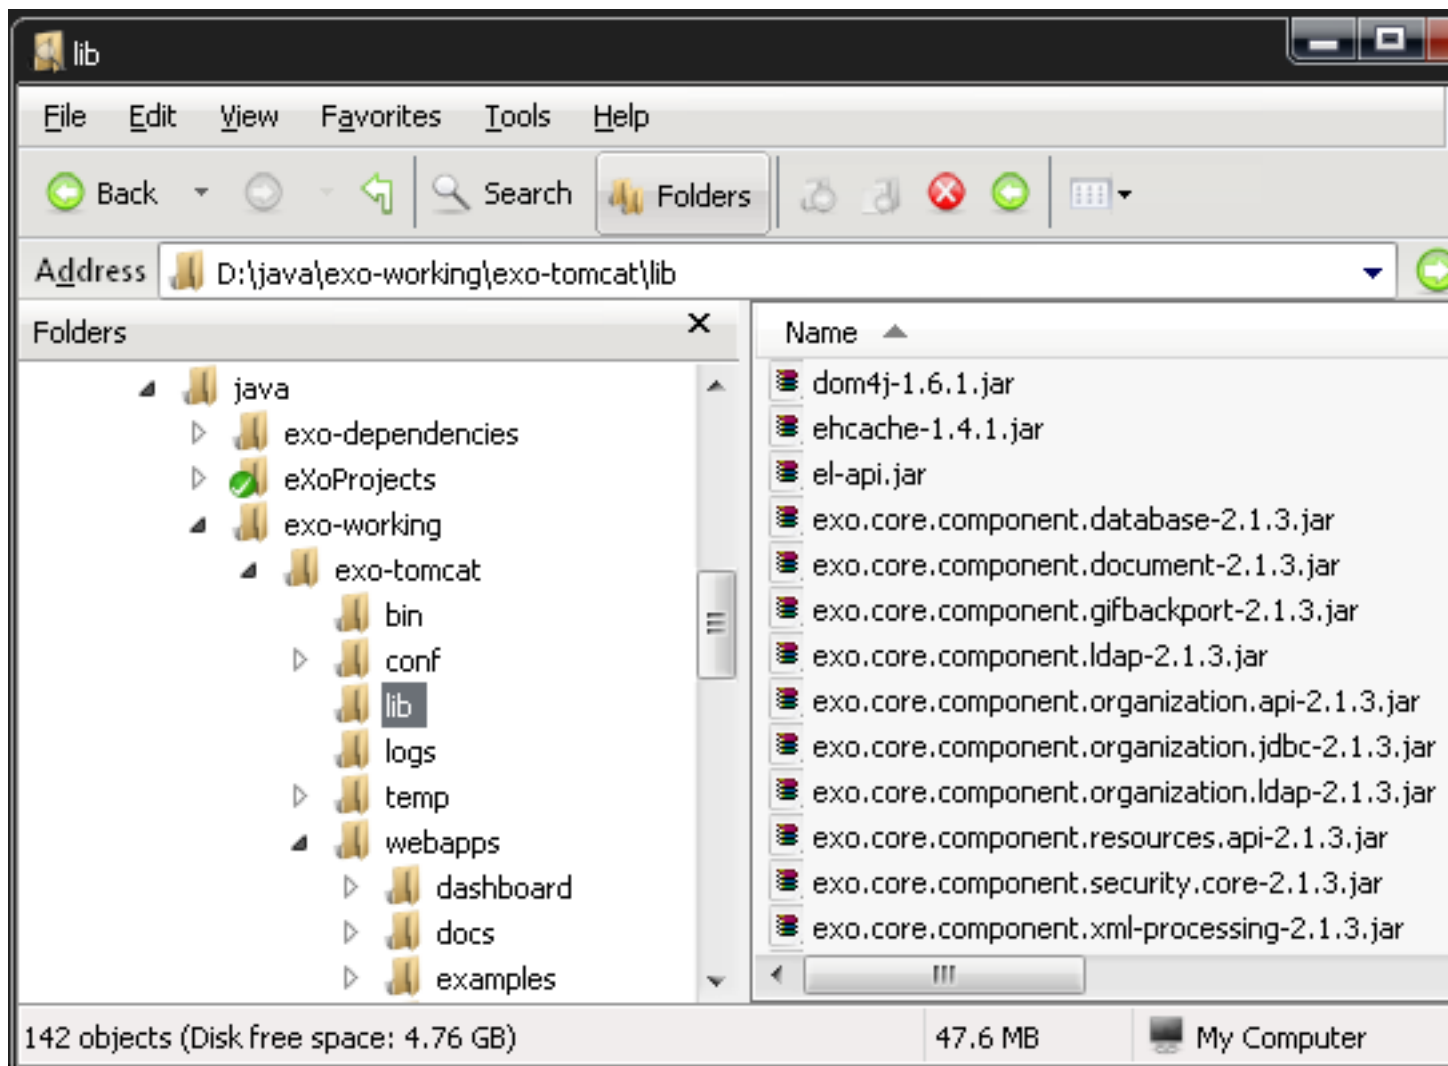 lib
File Edit View Favorites Tools Help
Back Search Folders
Address D:\java\exo-working\exo-tomcat\lib
Folders
java
exo-dependencies
eXoProjects
exo-working
exo-tomcat
bin
conf
lib
logs
temp
webapps
dashboard
docs
examples
Name
dom4j-1.6.1.jar
ehcache-1.4.1.jar
el-api.jar
exo.core.component.database-2.1.3.jar
exo.core.component.document-2.1.3.jar
exo.core.component.gifbackport-2.1.3.jar
exo.core.component.ldap-2.1.3.jar
exo.core.component.organization.api-2.1.3.jar
exo.core.component.organization.jdbc-2.1.3.jar
exo.core.component.organization.ldap-2.1.3.jar
exo.core.component.resources.api-2.1.3.jar
exo.core.component.security.core-2.1.3.jar
exo.core.component.xml-processing-2.1.3.jar
142 objects (Disk free space: 4.76 GB) 47.6 MB My Computer